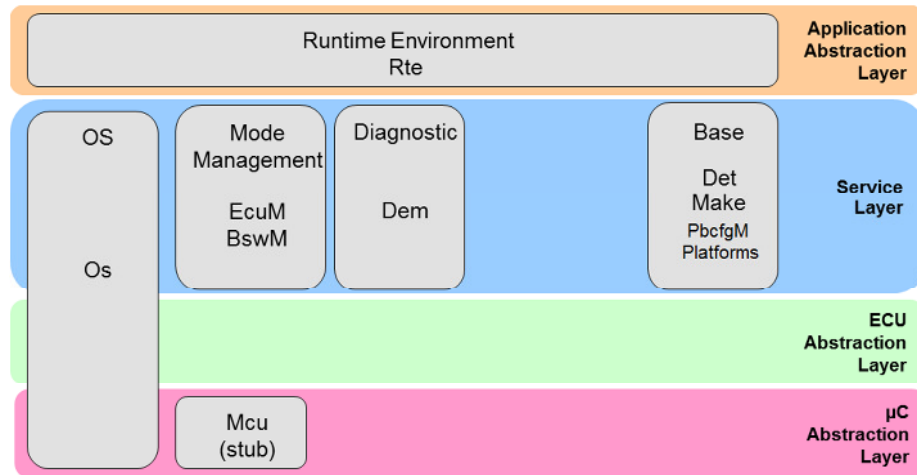 Runtime Environment
Rte
Application
Abstraction
Layer
OS
Os
Mode
Management
EcuM
BswM
Diagnostic
Dem
Base
Det
Make
PbcfgM
Platforms
Service
Layer
ECU
Abstraction
Layer
Mcu
(stub)
µC
Abstraction
Layer